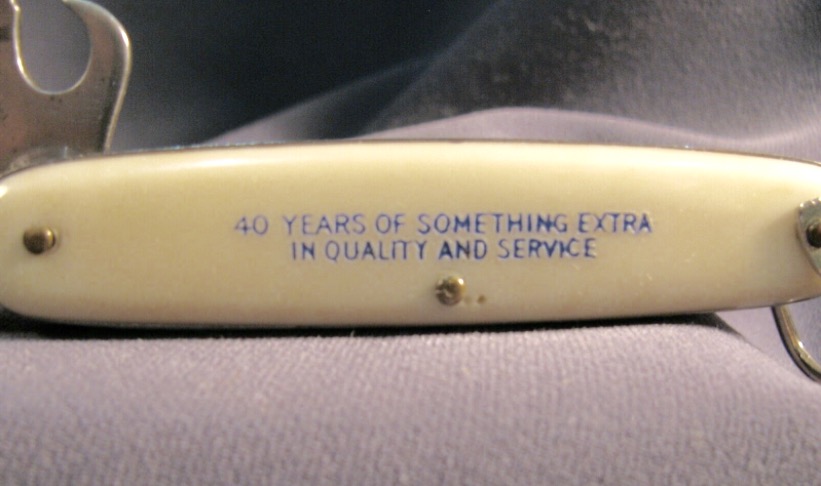 40 YEARS OF SOMETHING EXTRA
IN QUALITY AND SERVICE